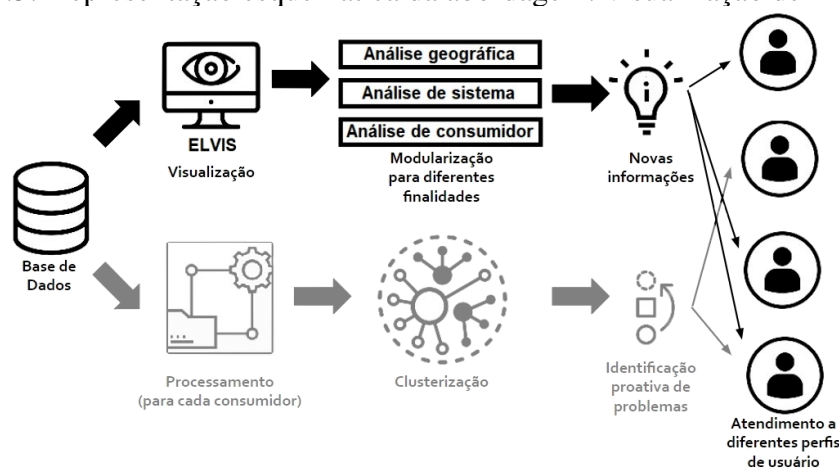 Análise geográfica
Análise de sistema
Análise de consumidor
ELVIS
Visualização
Modularização
para diferentes
finalidades
Novas
informações
Base de
Dados
Processamento
(para cada consumidor)
Clusterização
Identificação
proativa de
problemas
Atendimento a
diferentes perfis
de usuário